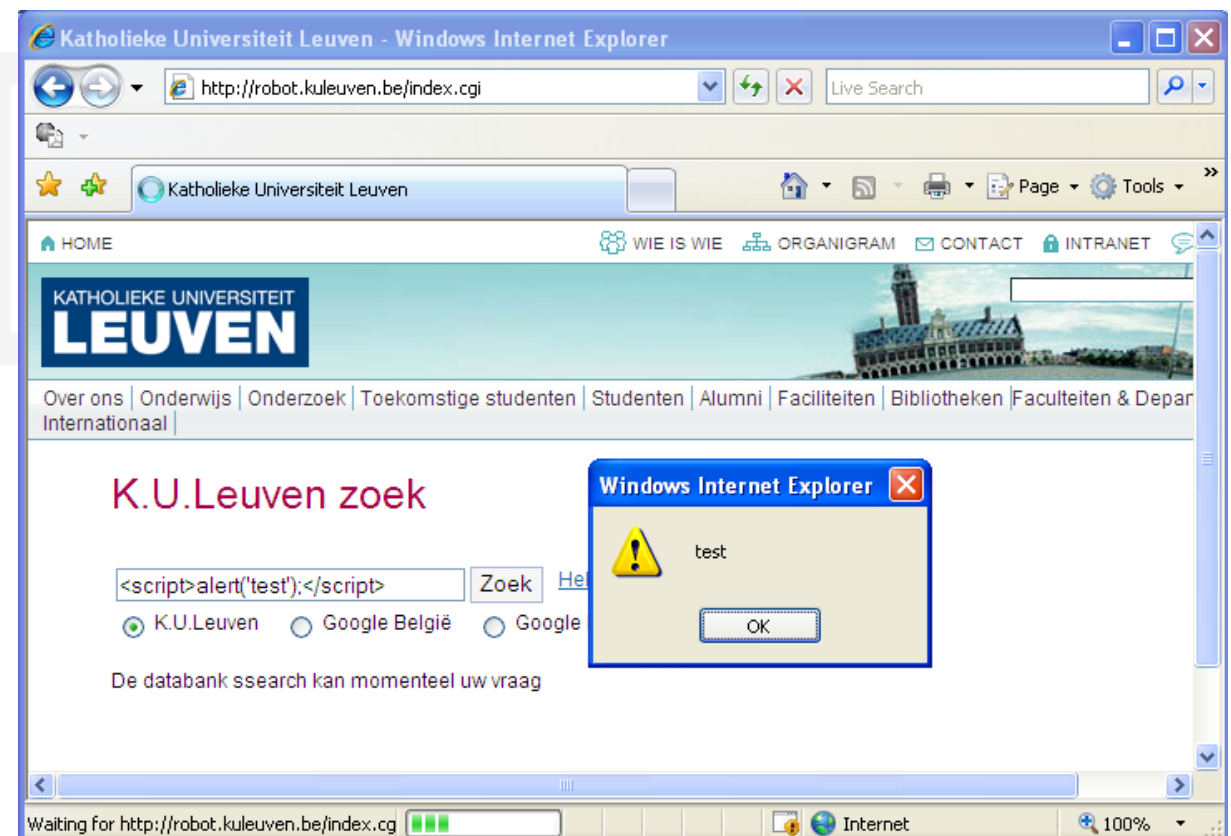 Katholieke Universiteit Leuven - Windows Internet Explorer
http://robot.kuleuven.be/index.cgi
Live Search
Katholieke Universiteit Leuven
Page
Tools
»
HOME
WIE IS WIE
ORGANIGRAM
CONTACT
INTRANET
KATHOLIEKE UNIVERSITEIT
LEUVEN
Over ons | Onderwijs | Onderzoek | Toekomstige studenten | Studenten | Alumni | Faciliteiten | Bibliotheken | Faculteiten & Depar
Internationaal |
K.U.Leuven zoek
<script>alert('test');</script>
Zoek
Hel
K.U.Leuven
Google België
Google
De databank ssearch kan momenteel uw vraag
Windows Internet Explorer
test
OK
Waiting for http://robot.kuleuven.be/index.cg
Internet
100%